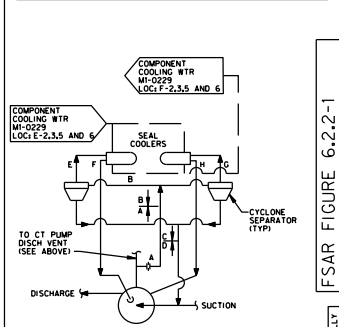 COMPONENT
COOLING WTR
M1-0229
LOC: F-2,3,5 AND 6
COMPONENT
COOLING WTR
M1-0229
LOC: E-2,3,5 AND 6
SEAL
COOLERS
E
F
H
G
B
B
A
C
D
CYCLONE
SEPARATOR
(TYP)
TO CT PUMP
DISCH VENT
(SEE ABOVE)
A
DISCHARGE
SUCTION
FSAR FIGURE 6.2.2-1
LLY